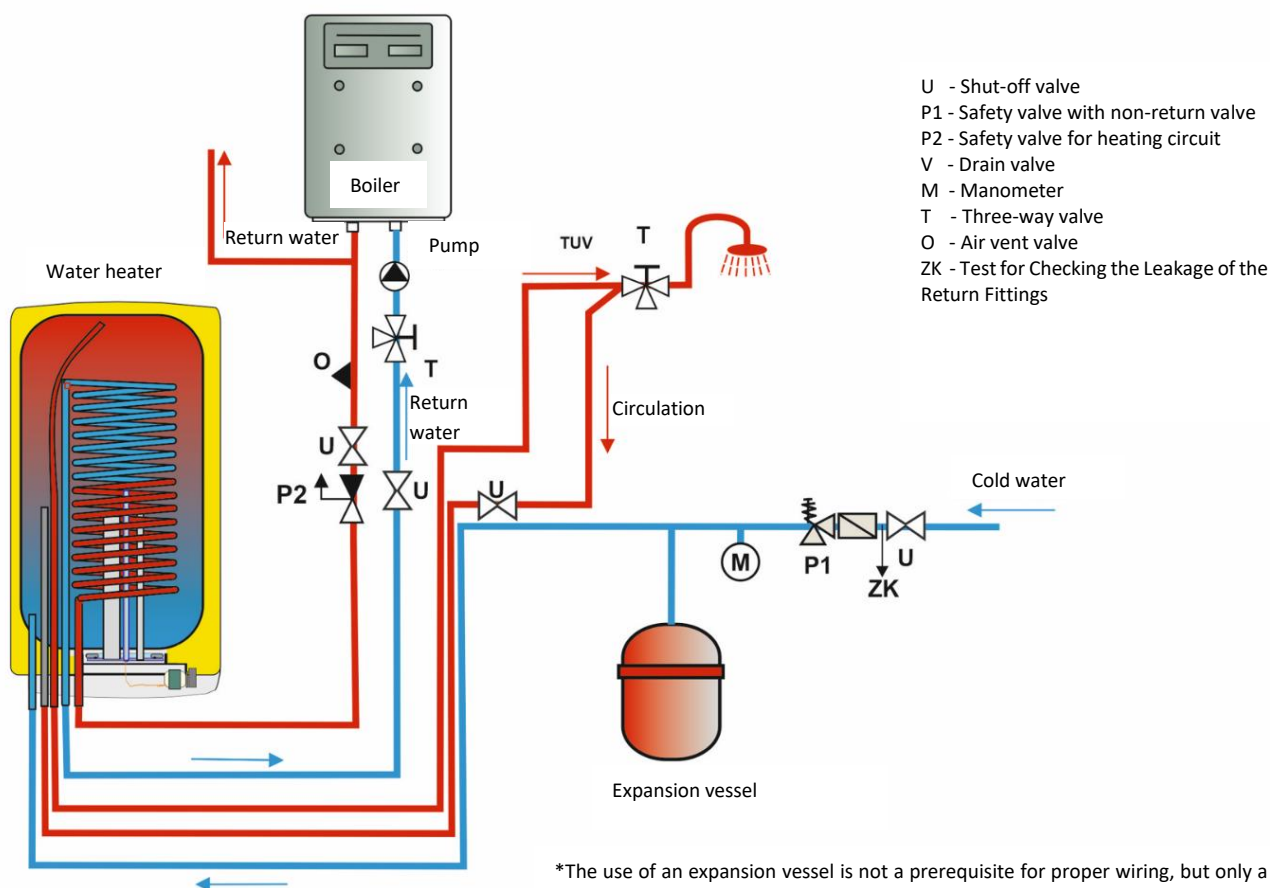 Boiler
Return water
Pump
TUV
T
Water heater
O
T
Return
water
Circulation
U
P2
U
U
Cold water
M
P1
U
ZK
Expansion vessel
U - Shut-off valve
P1 - Safety valve with non-return valve
P2 - Safety valve for heating circuit
V - Drain valve
M - Manometer
T - Three-way valve
O - Air vent valve
ZK - Test for Checking the Leakage of the
Return Fittings
*The use of an expansion vessel is not a prerequisite for proper wiring, but only a